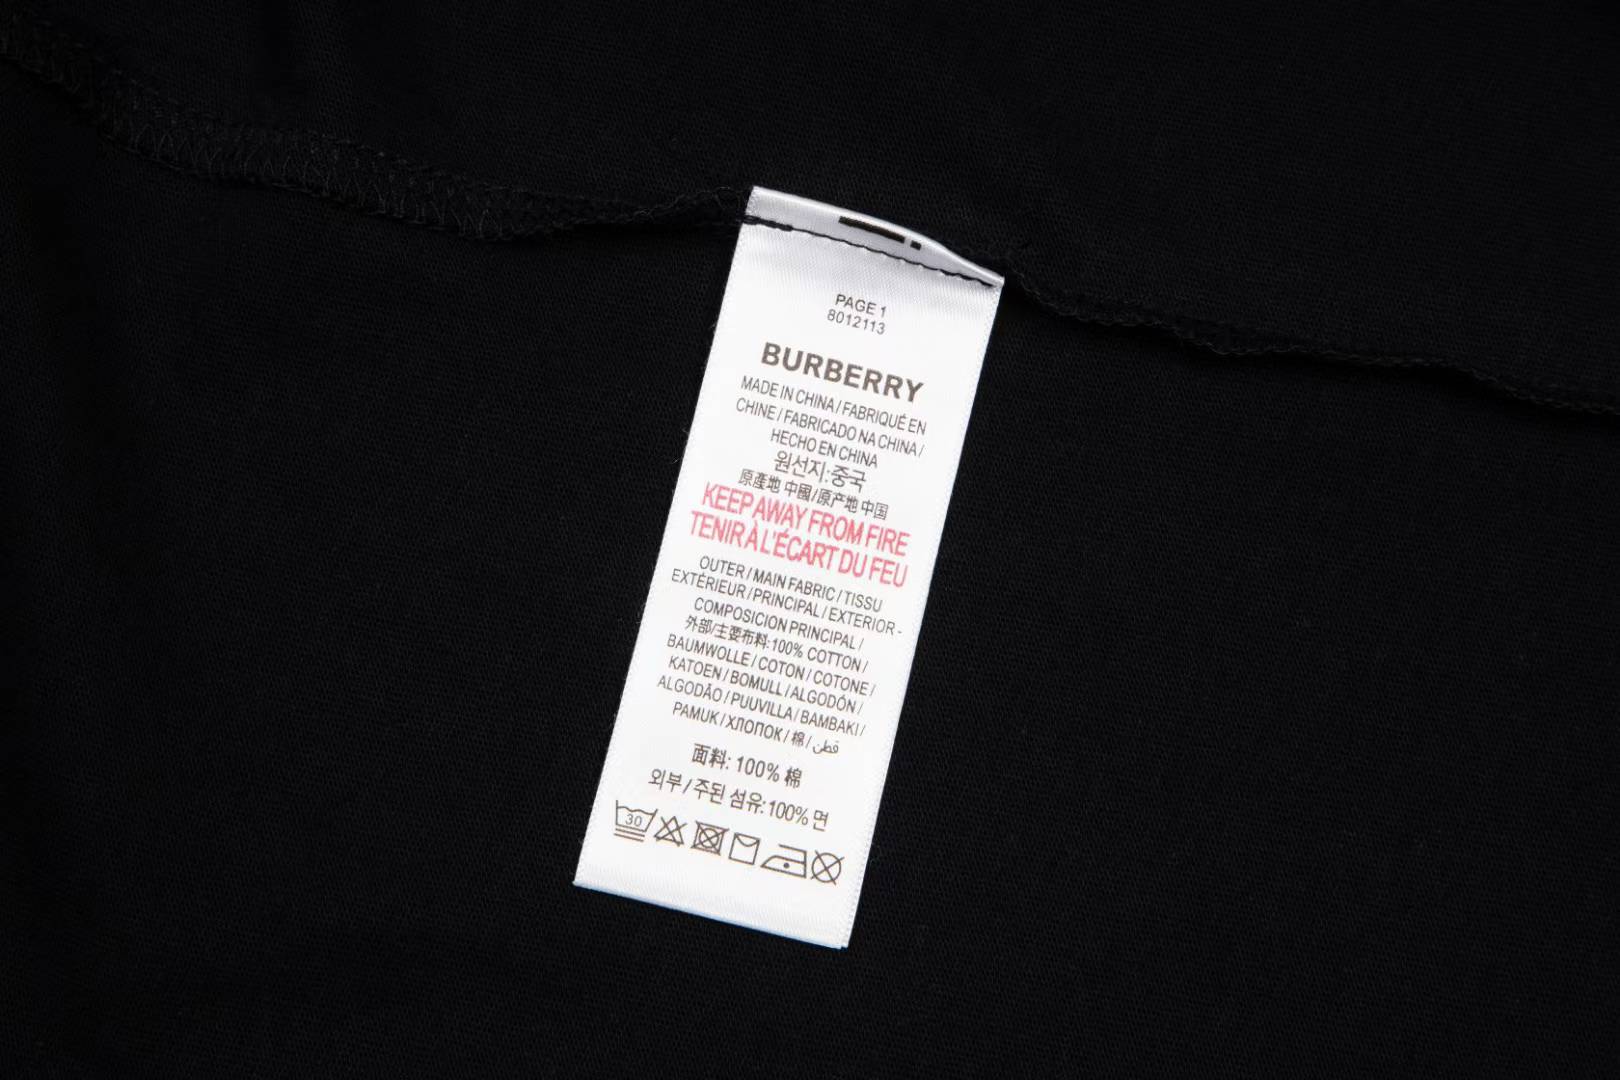 PAGE 1
8012113
BURBERRY
MADE IN CHINA / FABRIQUÉ EN
CHINE / FABRICADO NA CHINA /
HECHO EN CHINA
원선지:중국
原產地 中國/原产地 中国
KEEP AWAY FROM FIRE
TENIR À L'ÉCART DU FEU
OUTER / MAIN FABRIC / TISSU
EXTÉRIEUR / PRINCIPAL / EXTERIOR -
COMPOSICION PRINCIPAL /
外部/主要布料:100% COTTON /
BAUMWOLLE / COTON / COTONE /
KATOEN / BOMULL / ALGODÓN /
ALGODÃO / PUUVILLA / BAMBAKI /
PAMUK / ХЛОПОК / 棉 / قطن
面料: 100% 棉
외부 / 주된 섬유:100% 면
30